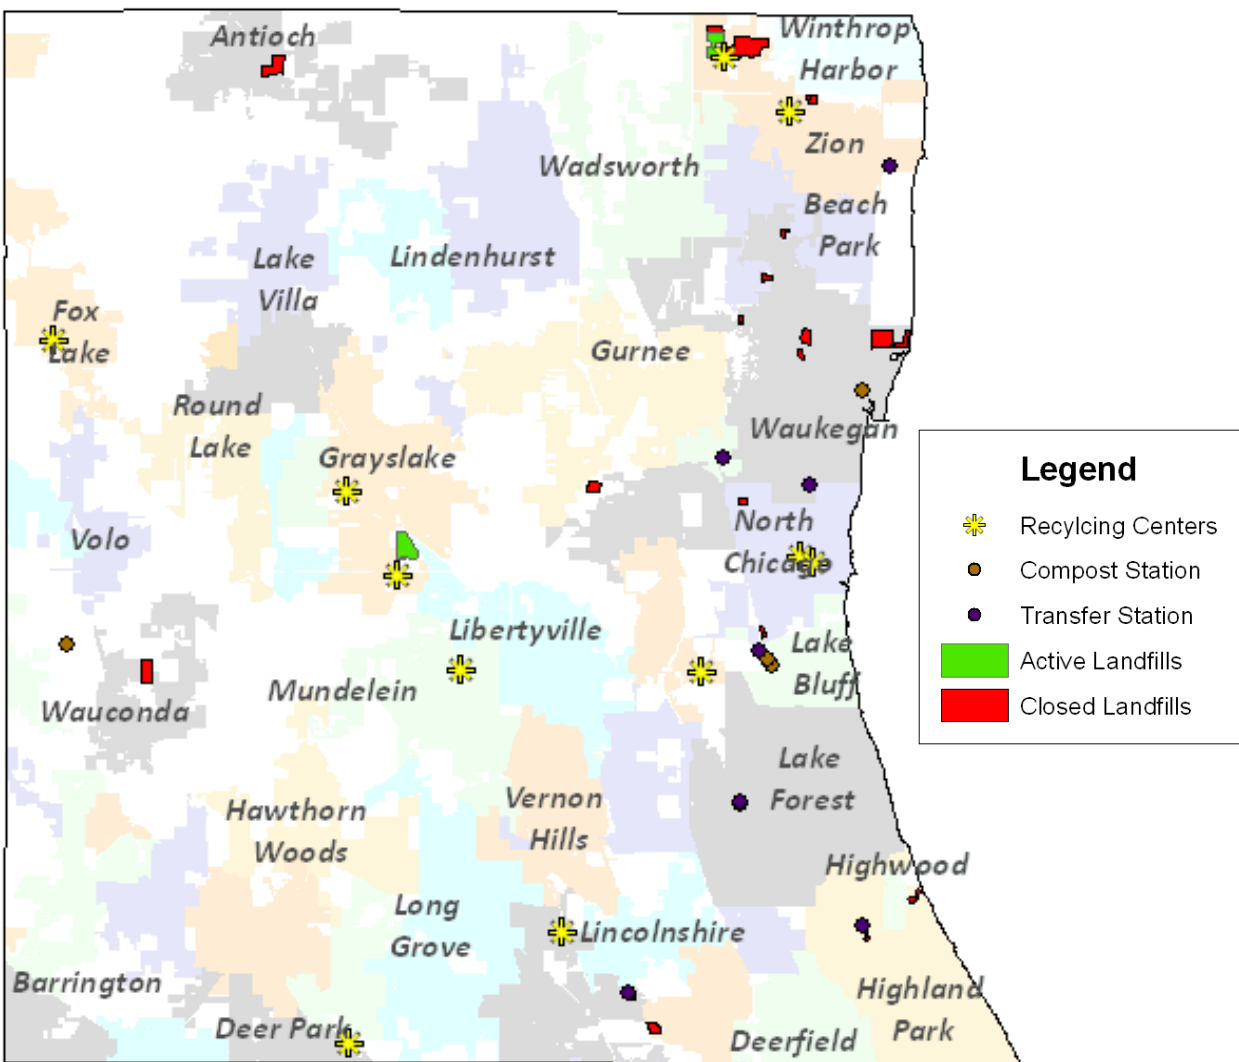 Antioch
Winthrop
Harbor
Zion
Wadsworth
Beach
Park
Lake
Villa
Lindenhurst
Fox
Lake
Gurnee
Round
Lake
Waukegan
Grayslake
North
Chicago
Volo
Libertyville
Lake
Bluff
Mundelein
Wauconda
Lake
Forest
Vernon
Hills
Hawthorn
Woods
Highwood
Long
Grove
Lincolnshire
Barrington
Highland
Park
Deer Park
Deerfield
Legend
Recylcing Centers
Compost Station
Transfer Station
Active Landfills
Closed Landfills